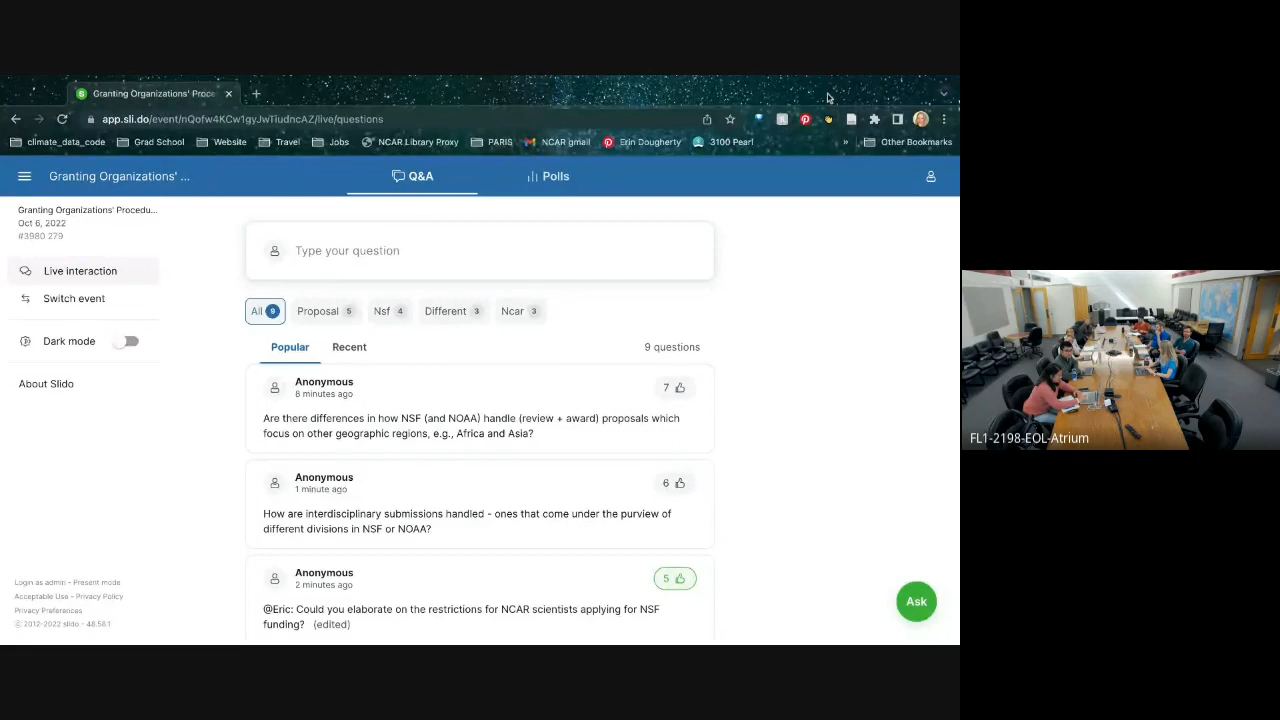 Granting Organizations' Proce
app.sli.do/event/nQofw4KCw1gyJwTiudncAZ/live/questions
climate_data_code Grad School Website Travel Jobs NCAR Library Proxy PARIS NCAR gmail Erin Dougherty 3100 Pearl » Other Bookmarks
Granting Organizations' ... Q&A Polls
Granting Organizations' Procedu...
Oct 6, 2022
#3980 279
Live interaction
Switch event
Dark mode
About Slido
Login as admin - Present mode
Acceptable Use - Privacy Policy
Privacy Preferences
© 2012-2022 slido - 48.58.1
Type your question
All 9 Proposal 5 Nsf 4 Different 3 Ncar 3
Popular Recent 9 questions
Anonymous
8 minutes ago
7
Are there differences in how NSF (and NOAA) handle (review + award) proposals which
focus on other geographic regions, e.g., Africa and Asia?
Anonymous
1 minute ago
6
How are interdisciplinary submissions handled - ones that come under the purview of
different divisions in NSF or NOAA?
Anonymous
2 minutes ago
5
@Eric: Could you elaborate on the restrictions for NCAR scientists applying for NSF
funding? (edited)
Ask
FL1-2198-EOL-Atrium